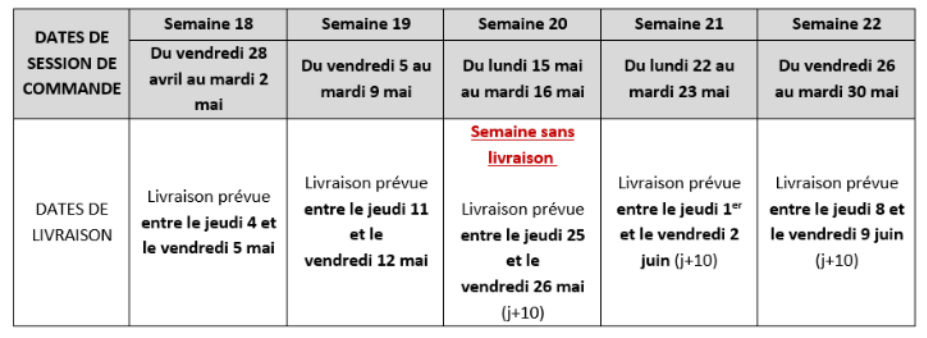 DATES DE
SESSION DE
COMMANDE
Semaine 18
Semaine 19
Semaine 20
Semaine 21
Semaine 22
Du vendredi 28
avril au mardi 2
mai
Du vendredi 5 au
mardi 9 mai
Du lundi 15 mai
au mardi 16 mai
Du lundi 22 au
mardi 23 mai
Du vendredi 26
au mardi 30 mai
DATES DE
LIVRAISON
Livraison prévue
entre le jeudi 4 et
le vendredi 5 mai
Livraison prévue
entre le jeudi 11
et le
vendredi 12 mai
Semaine sans
livraison
Livraison prévue
entre le jeudi 25
et le
vendredi 26 mai
(j+10)
Livraison prévue
entre le jeudi 1er
et le vendredi 2
juin (j+10)
Livraison prévue
entre le jeudi 8 et
le vendredi 9 juin
(j+10)